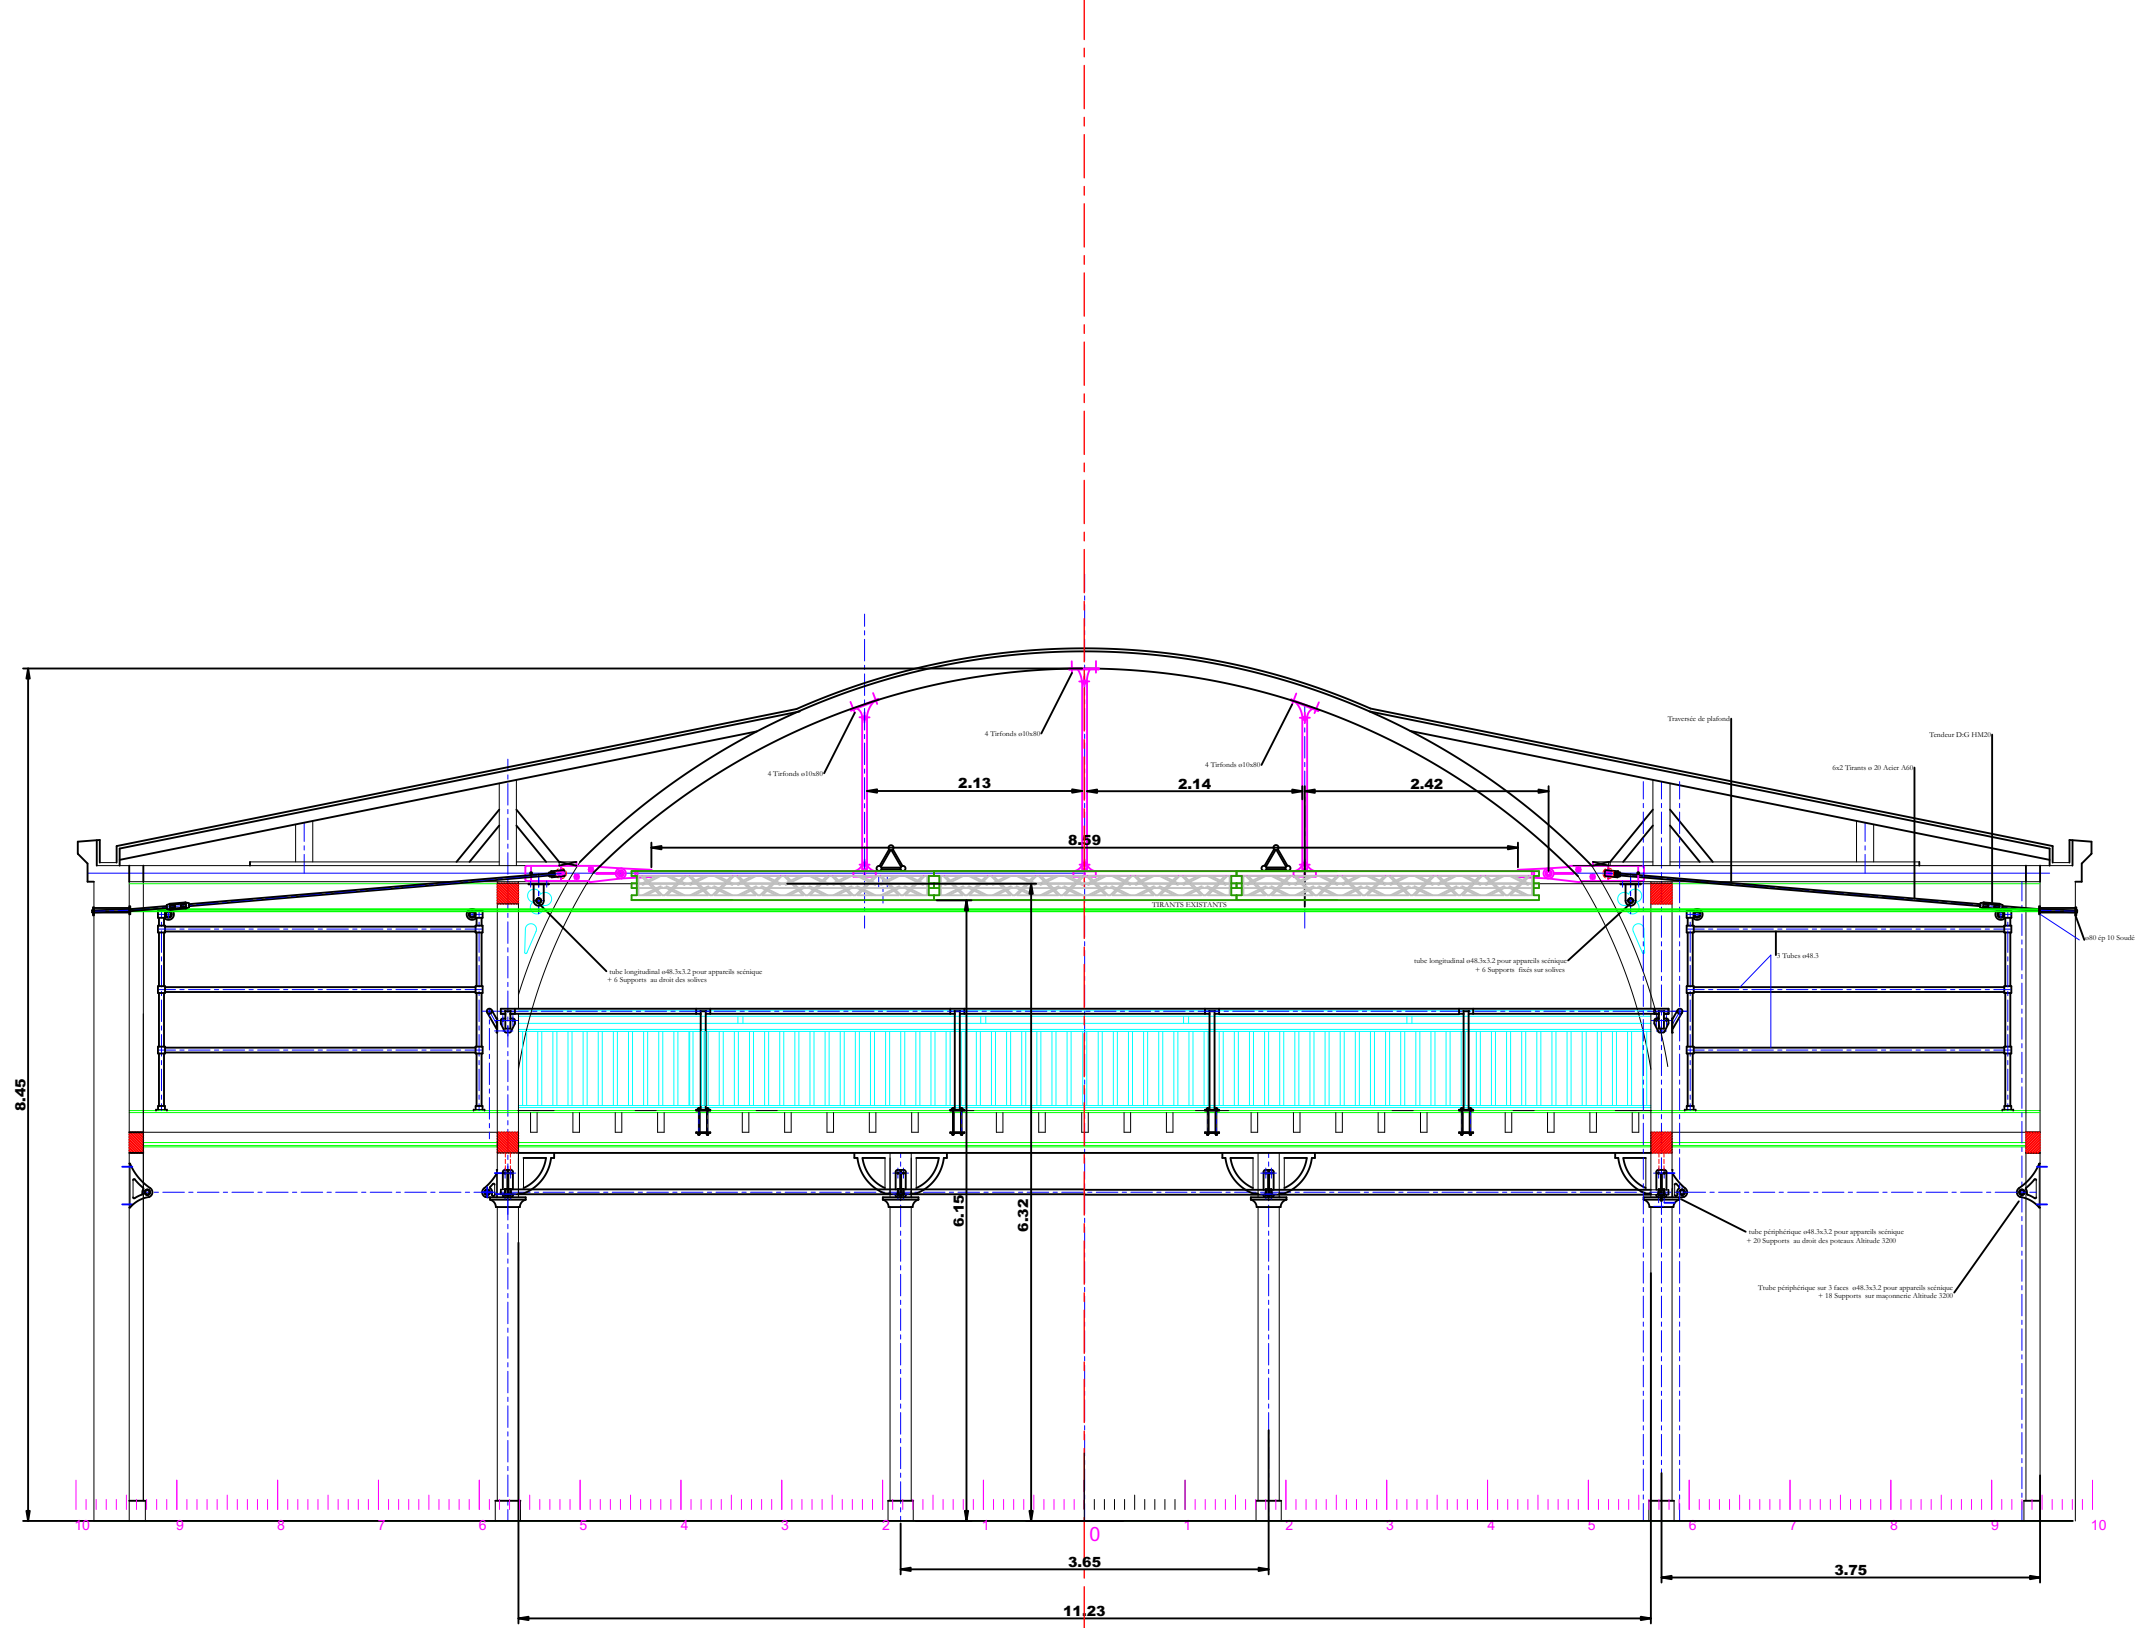 Traversée de plafond
4 Tirfonds ø10x80
Tendeur D:G HM20
4 Tirfonds ø10x80
4 Tirfonds ø10x80
6x2 Tirants ø 20 Acier A60
2.13
2.14
2.42
8.59
TIRANTS EXISTANTS
ø80 ép 10 Soudé
3 Tubes ø48.3
tube longitudinal ø48.3x3.2 pour appareils scénique
+ 6 Supports au droit des solives
tube longitudinal ø48.3x3.2 pour appareils scénique
+ 6 Supports fixés sur solives
8.45
6.15
6.32
tube périphérique ø48.3x3.2 pour appareils scénique
+ 20 Supports au droit des poteaux Altitude 3200
Ttube périphérique sur 3 faces ø48.3x3.2 pour appareils scénique
+ 18 Supports sur maçonnerie Altitude 3200
10 9 8 7 6 5 4 3 2 1 0 1 2 3 4 5 6 7 8 9 10
3.65
3.75
11.23